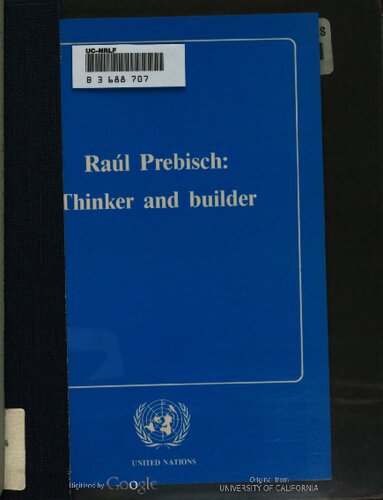 UC-NRLF
B 3 688 707
Raúl Prebisch:
Thinker and builder
UNITED NATIONS
Digitized by Google
Original from
UNIVERSITY OF CALIFORNIA